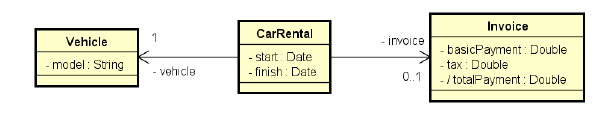 Vehicle
- model : String
1
- vehicle
CarRental
- start : Date
- finish : Date
- invoice
0..1
Invoice
- basicPayment : Double
- tax : Double
- / totalPayment : Double